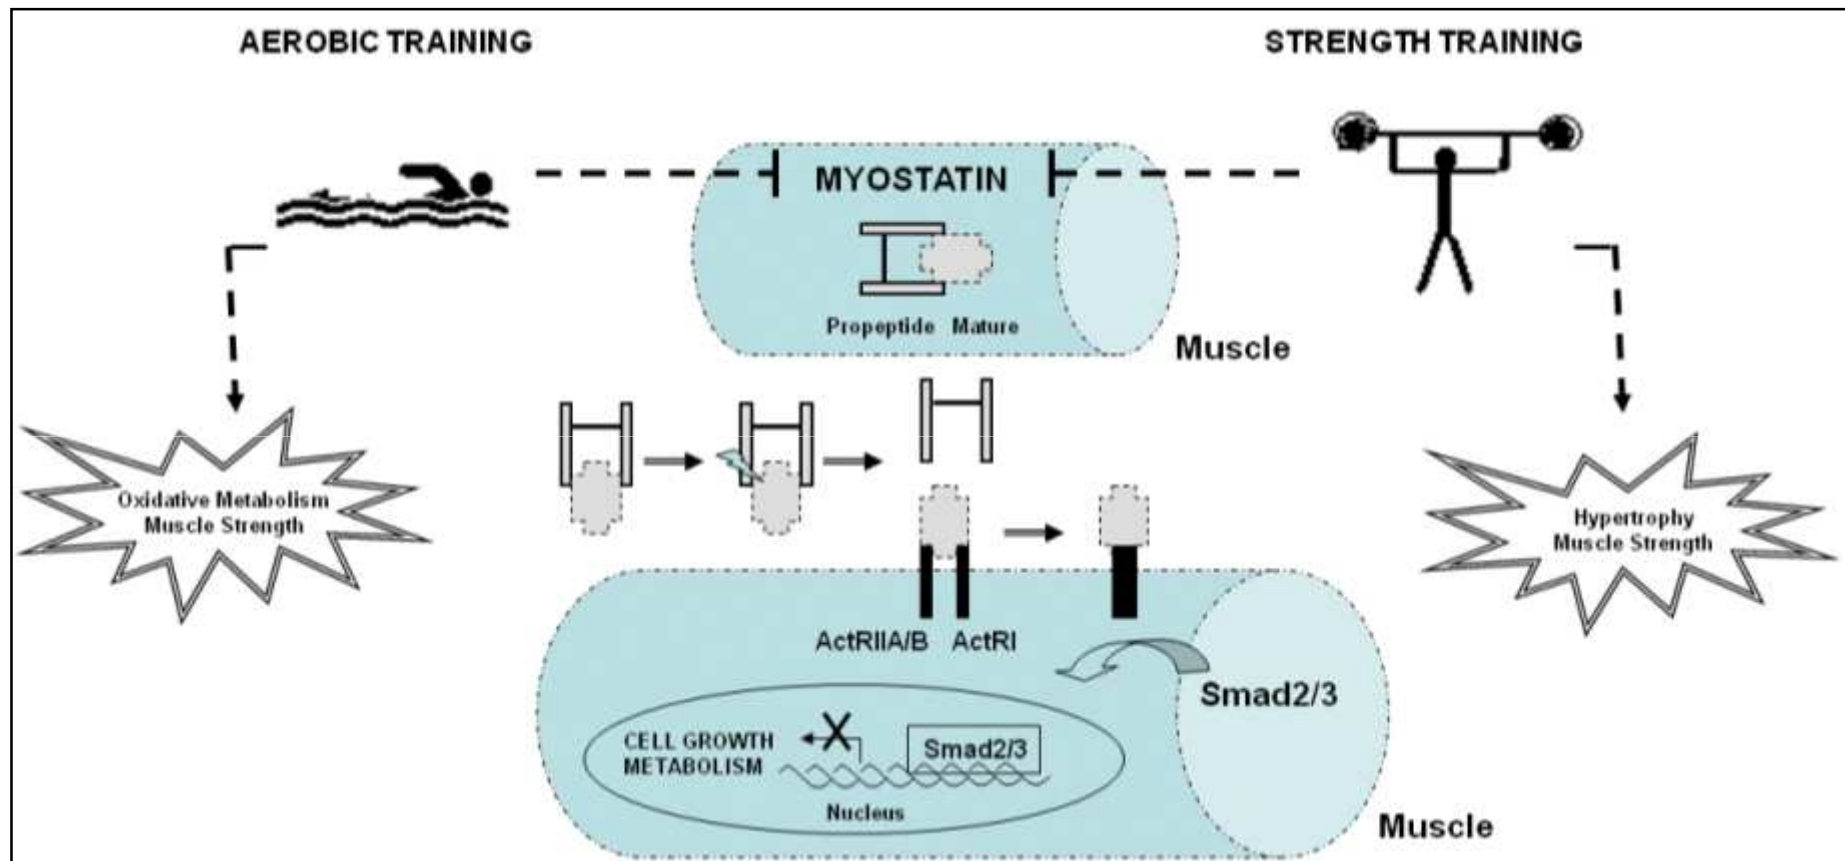 AEROBIC TRAINING
STRENGTH TRAINING
MYOSTATIN
Propeptide Mature
Muscle
Oxidative Metabolism
Muscle Strength
Hypertrophy
Muscle Strength
ActRIIA/B ActRI
Smad2/3
CELL GROWTH
METABOLISM
Smad2/3
Nucleus
Muscle